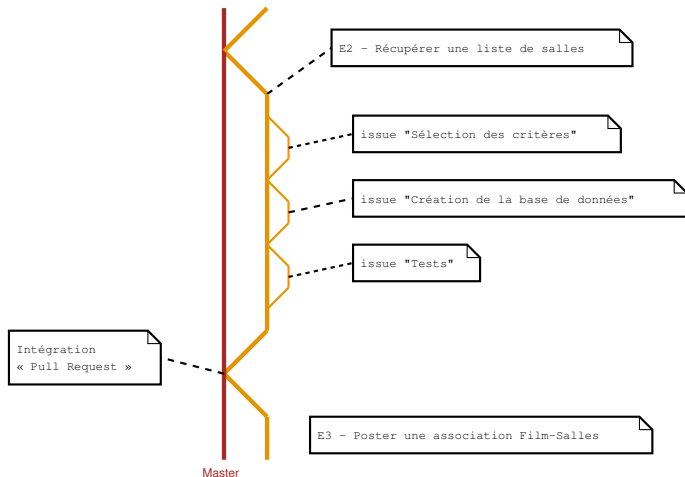 E2 - Récupérer une liste de salles
issue "Sélection des critères"
issue "Création de la base de données"
issue "Tests"
Intégration
« Pull Request »
E3 - Poster une association Film-Salles
Master